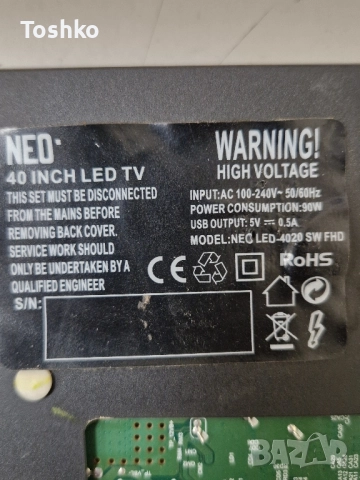 Toshko
NEO
40 INCH LED TV
THIS SET MUST BE DISCONNECTED
FROM THE MAINS BEFORE
REMOVING BACK COVER.
SERVICE WORK SHOULD
ONLY BE UNDERTAKEN BY A
QUALIFIED ENGINEER
S/N:
WARNING!
HIGH VOLTAGE
INPUT:AC 100-240V~ 50/60Hz
POWER CONSUMPTION:90W
USB OUTPUT: 5V ⎓ 0.5A
MODEL:NEO LED-4020 SW FHD
CE
RoHS
BAZAR